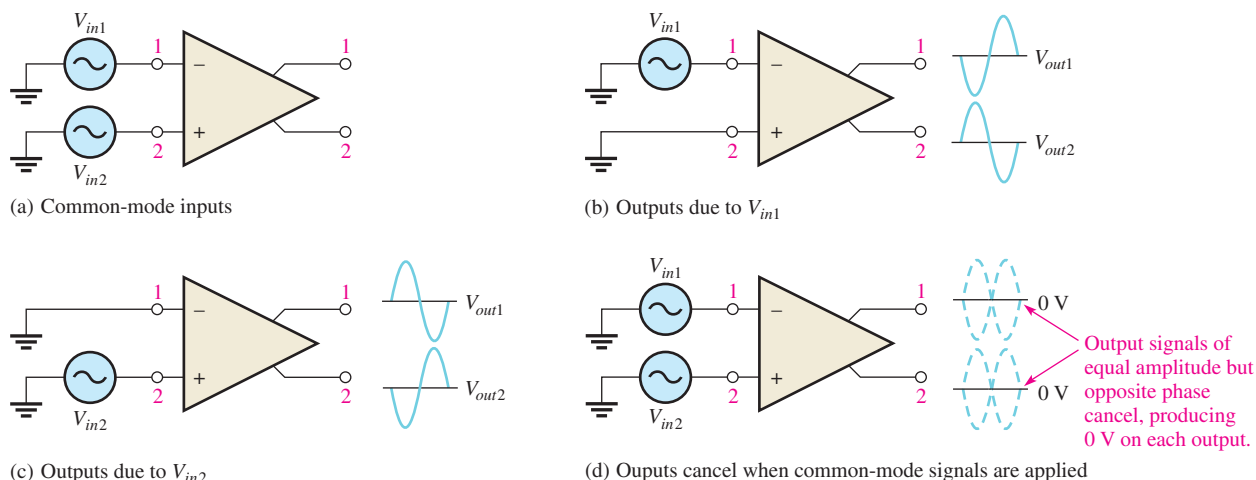 V_in1
1
1
−
+
2
2
V_in2
(a) Common-mode inputs
V_in1
1
1
V_out1
−
+
2
2
V_out2
(b) Outputs due to V_in1
1
1
V_out1
−
+
2
2
V_out2
V_in2
(c) Outputs due to V_in2
V_in1
1
1
0 V
−
+
2
2
0 V
V_in2
Output signals of
equal amplitude but
opposite phase
cancel, producing
0 V on each output.
(d) Ouputs cancel when common-mode signals are applied